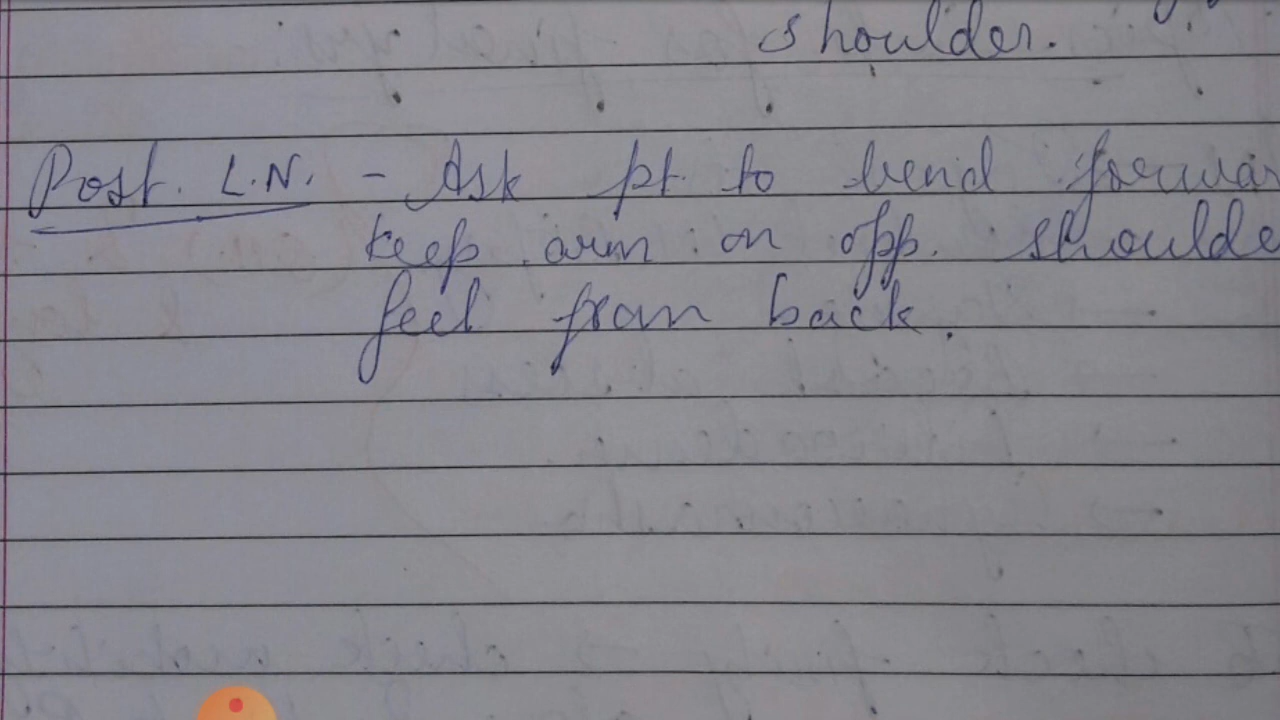 shoulder.
Post. L.N. - Ask pt. to bend forwar
keep arm on opp. shoulde
feel from back.